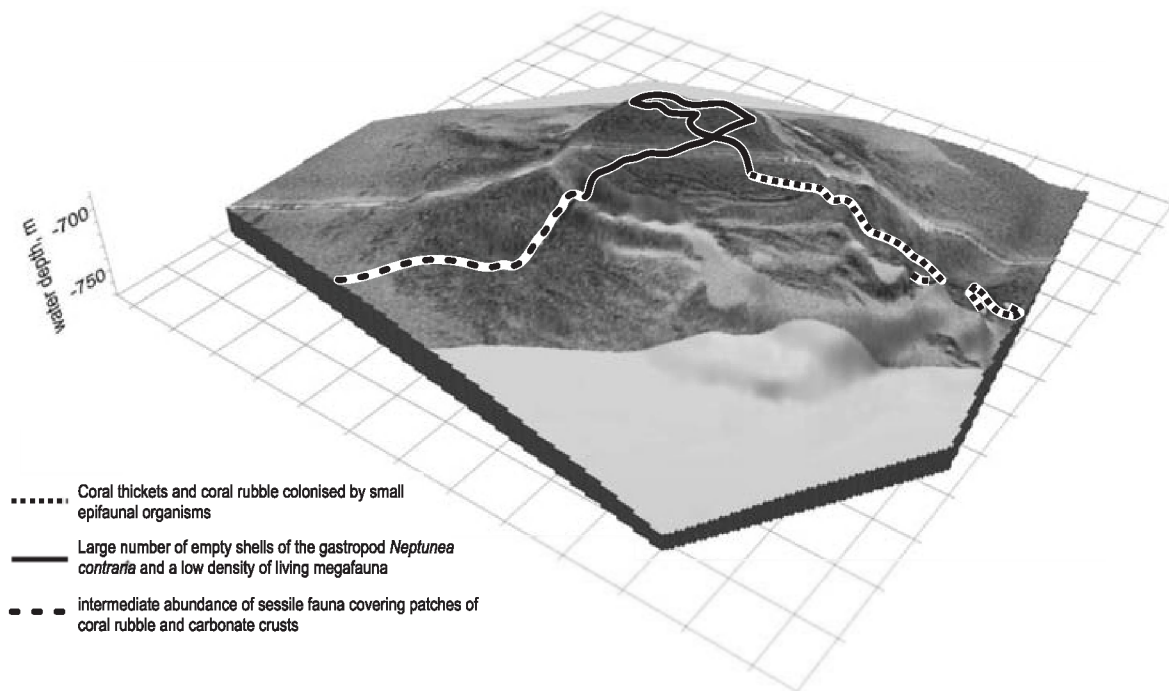 -700
-750
water depth, m
Coral thickets and coral rubble colonised by small
epifaunal organisms
Large number of empty shells of the gastropod Neptunea
contraria and a low density of living megafauna
intermediate abundance of sessile fauna covering patches of
coral rubble and carbonate crusts